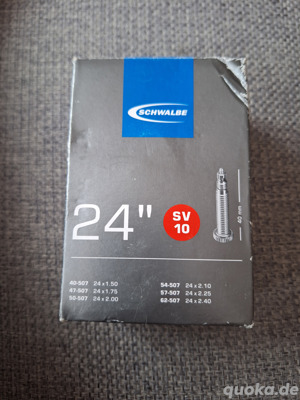 SCHWALBE
24"
SV
10
40 mm
40-507 24 x 1.50
47-507 24 x 1.75
50-507 24 x 2.00
54-507 24 x 2.10
57-507 24 x 2.25
62-507 24 x 2.40
quoka.de